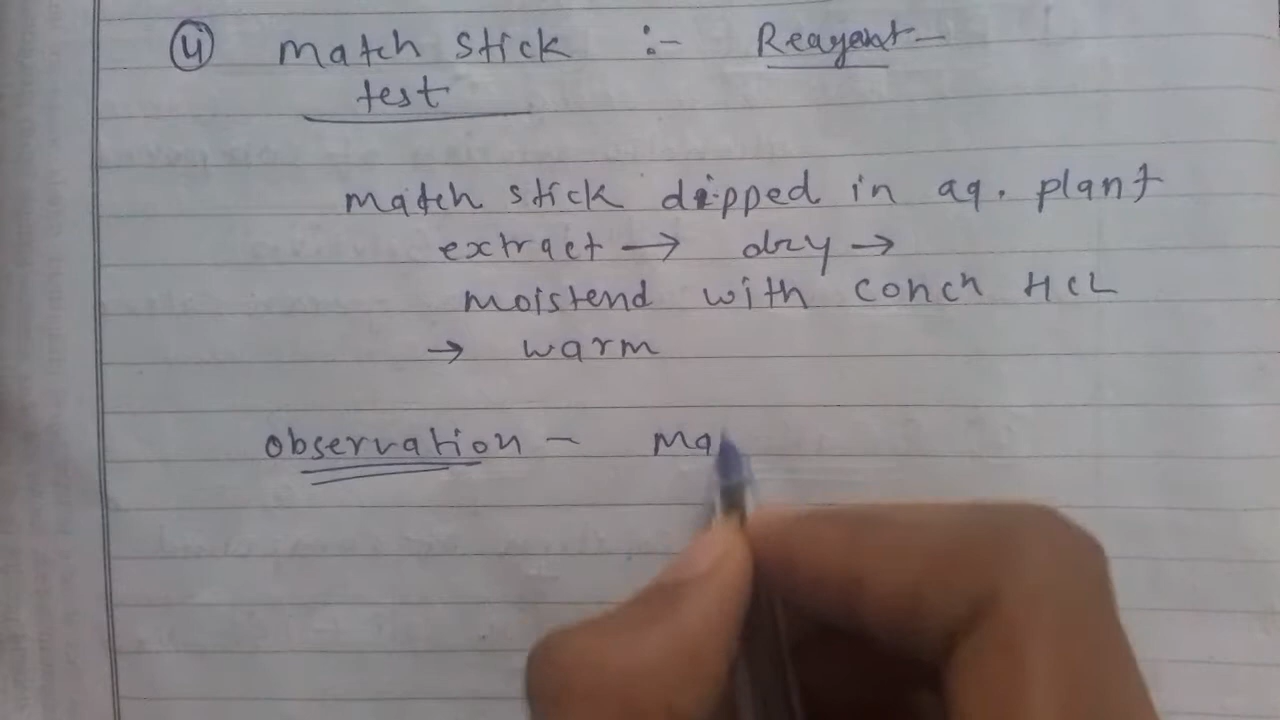 4 Match stick :- Reagent -
test
Match stick dipped in aq. plant
extract → dry →
moistend with conch HCL
→ warm
Observation - Ma